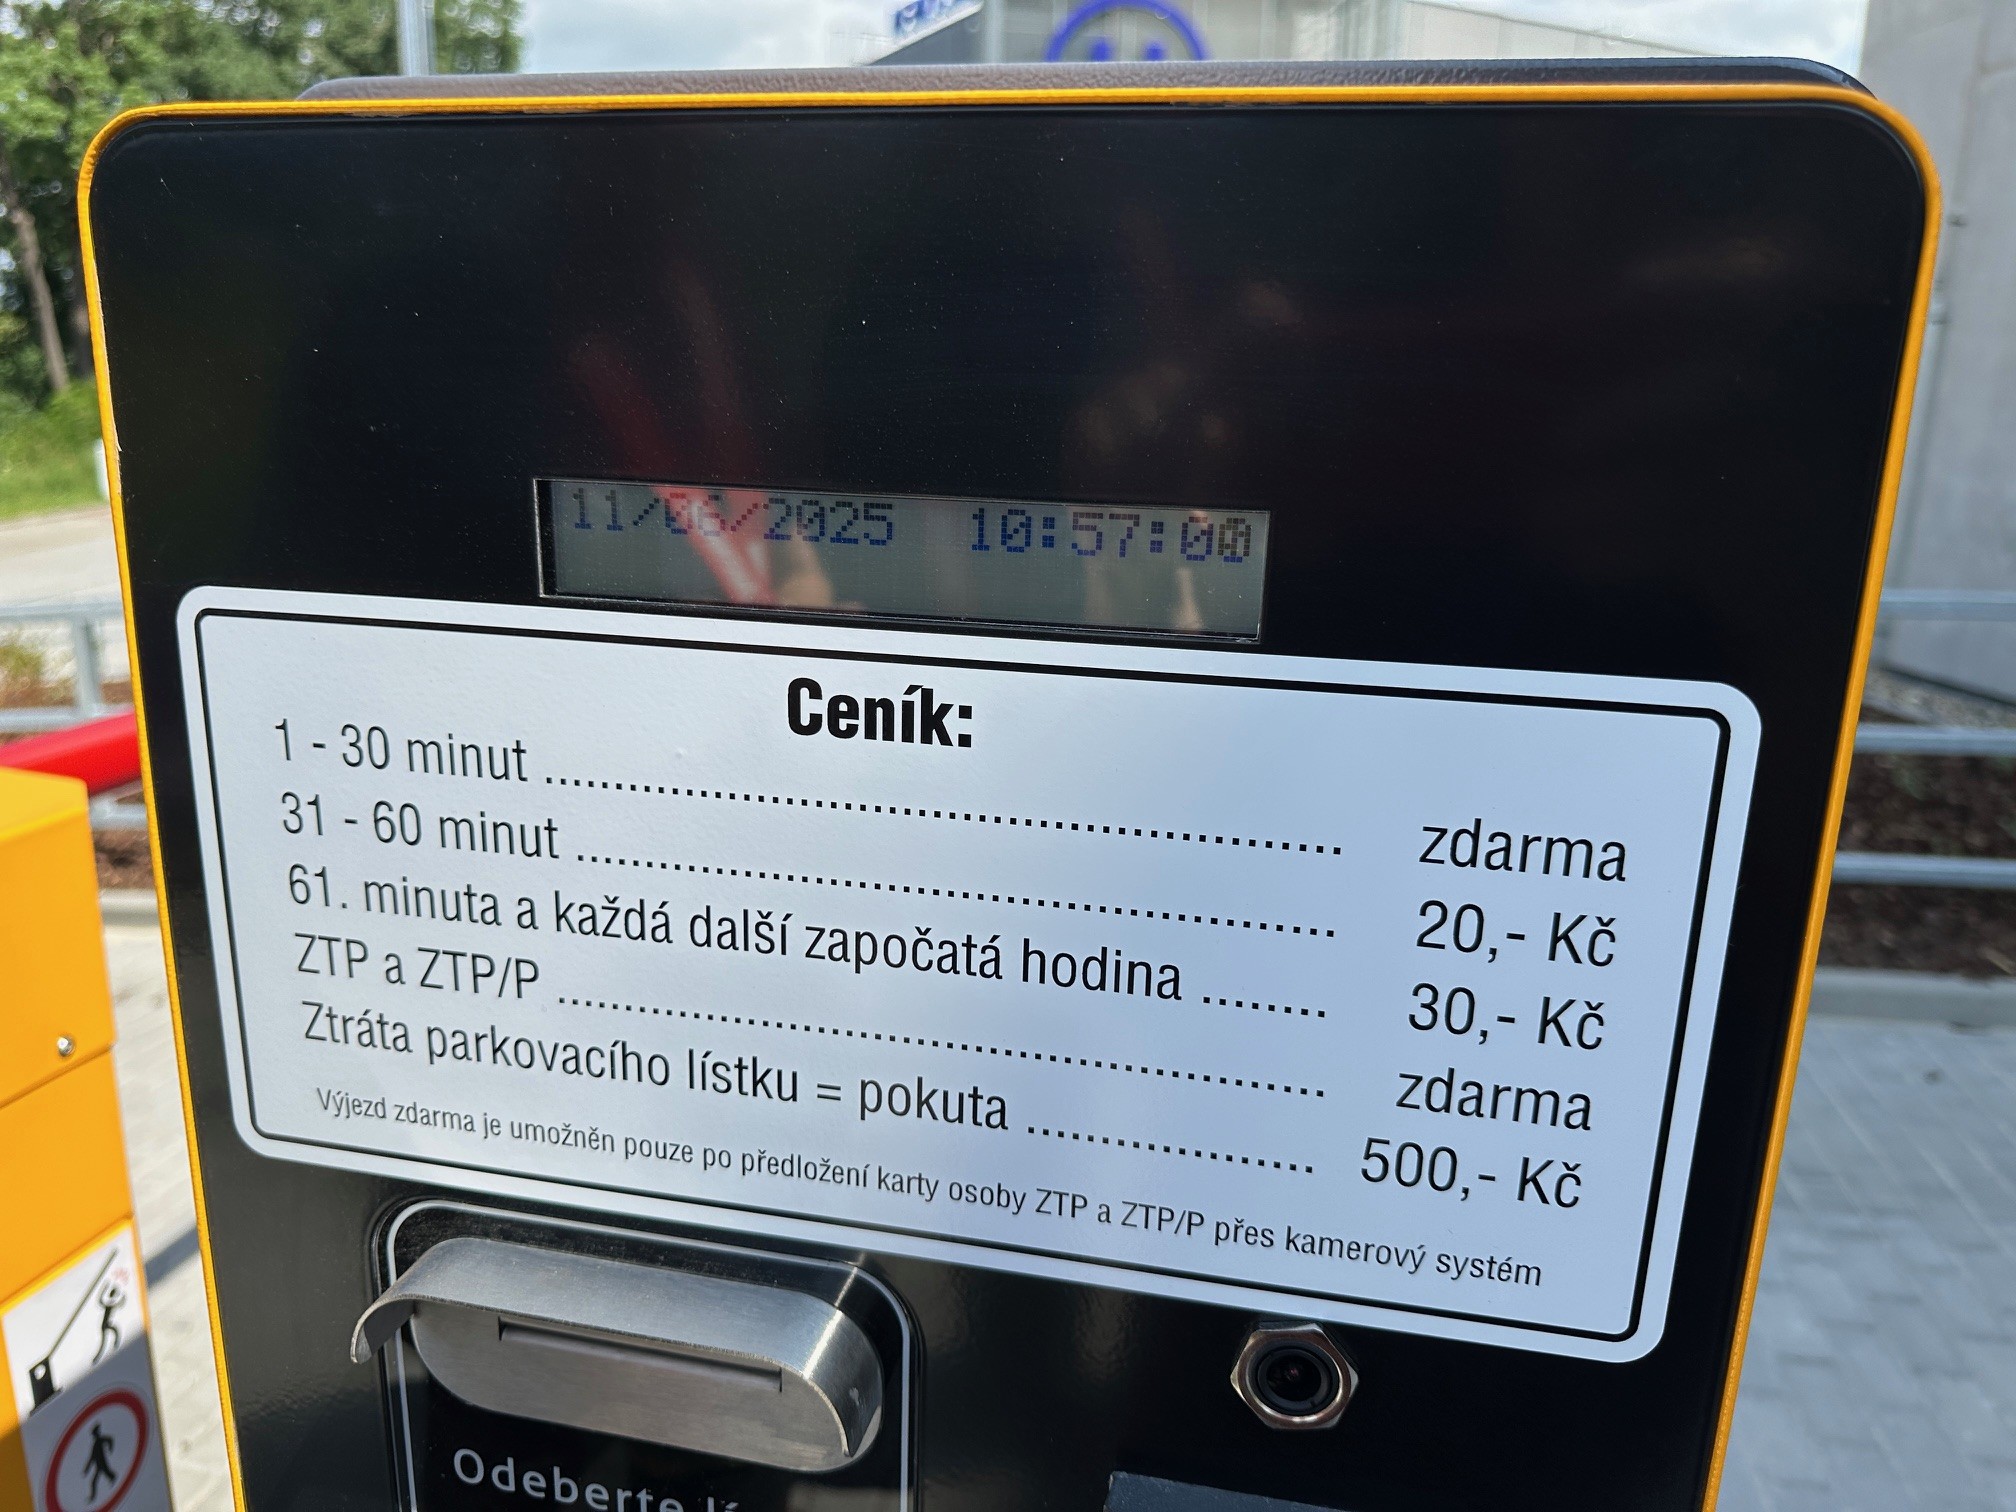 11/06/2025 10:57:00
Ceník:
1 - 30 minut ........ zdarma
31 - 60 minut ........ 20,- Kč
61. minuta a každá další započatá hodina ........ 30,- Kč
ZTP a ZTP/P ........ zdarma
Ztráta parkovacího lístku = pokuta ........ 500,- Kč
Výjezd zdarma je umožněn pouze po předložení karty osoby ZTP a ZTP/P přes kamerový systém
Odeberte